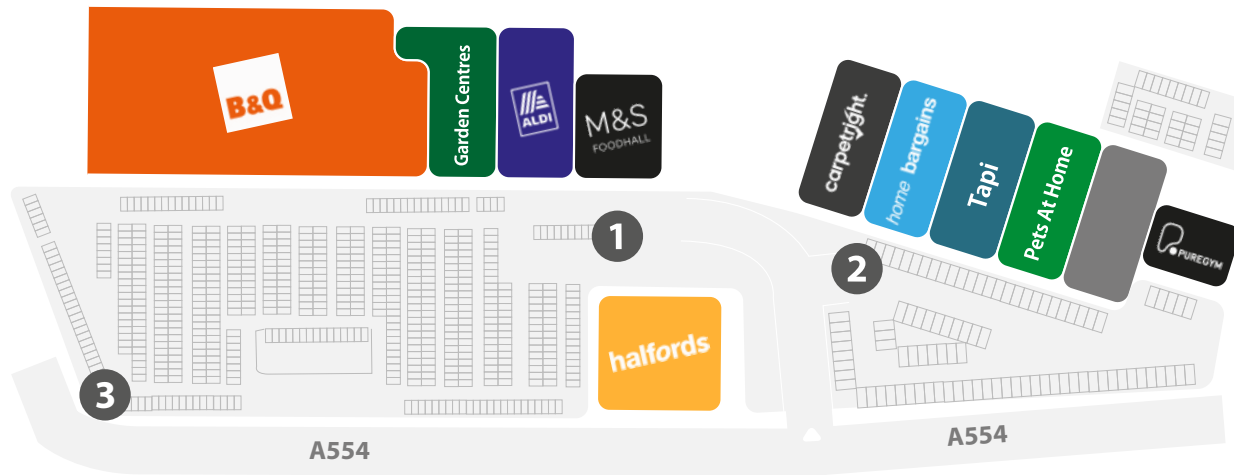 B&Q
Garden Centres
ALDI
M&S
FOODHALL
carpetright.
home bargains
Tapi
Pets At Home
PUREGYM
1
2
halfords
3
A554
A554